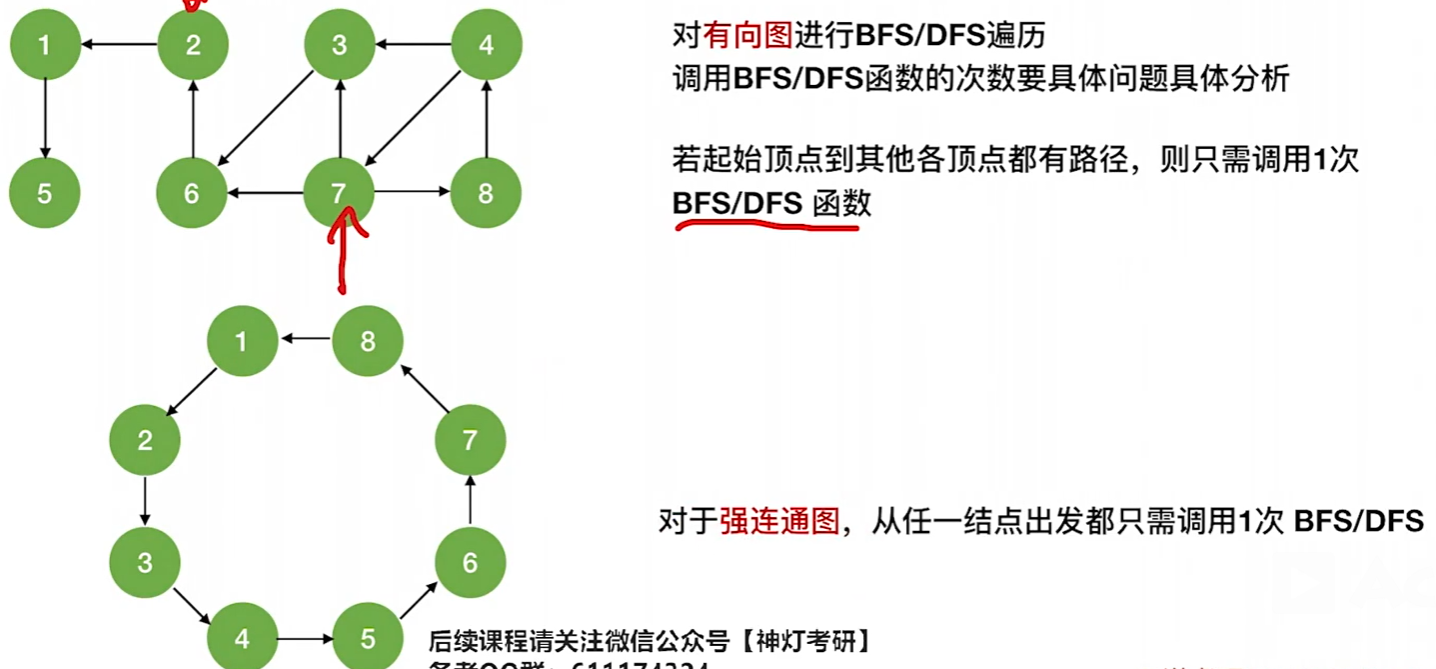 1 2 3 4
对有向图进行BFS/DFS遍历
调用BFS/DFS函数的次数要具体问题具体分析
5 6 7 8
若起始顶点到其他各顶点都有路径，则只需调用1次
BFS/DFS 函数
1 8
2 7
3 6
对于强连通图，从任一结点出发都只需调用1次 BFS/DFS
4 5
后续课程请关注微信公众号【神灯考研】